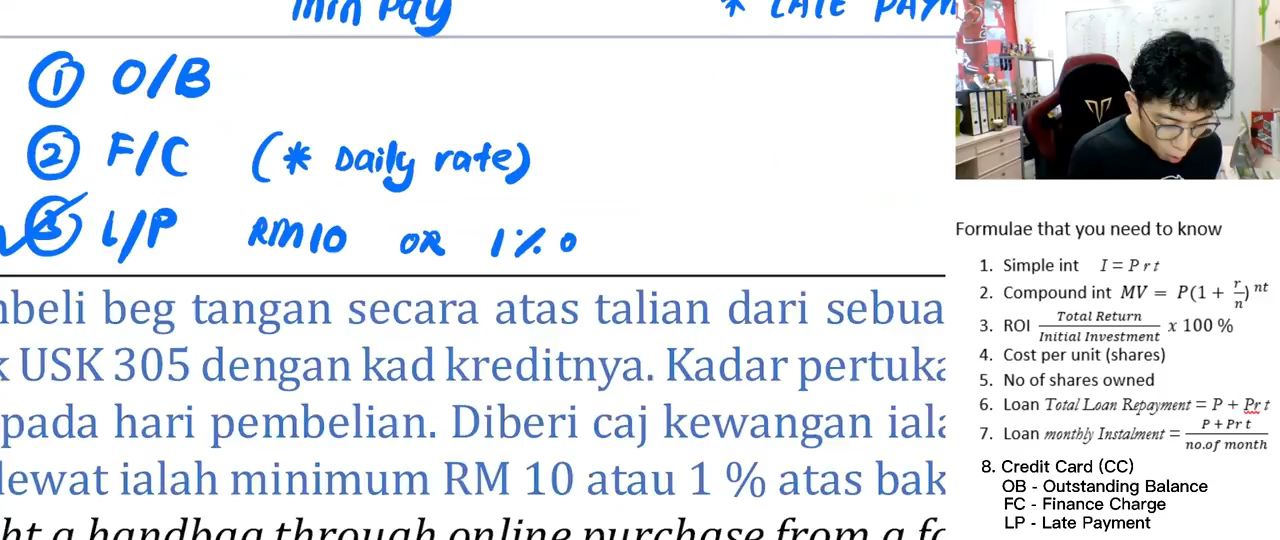 min Pay * LATE PAYM
① O/B
② F/C (* Daily rate)
③ L/P RM10 OR 1% o
mbeli beg tangan secara atas talian dari sebua
k USK 305 dengan kad kreditnya. Kadar pertuka
pada hari pembelian. Diberi caj kewangan iala
lewat ialah minimum RM 10 atau 1 % atas bak
ht a handbag through online purchase from a fo
Formulae that you need to know
1. Simple int I = P r t
2. Compound int MV = P(1 + r/n) nt
3. ROI Total Return / Initial Investment x 100 %
4. Cost per unit (shares)
5. No of shares owned
6. Loan Total Loan Repayment = P + Pr t
7. Loan monthly Instalment = P + Pr t / no.of month
8. Credit Card (CC)
OB - Outstanding Balance
FC - Finance Charge
LP - Late Payment